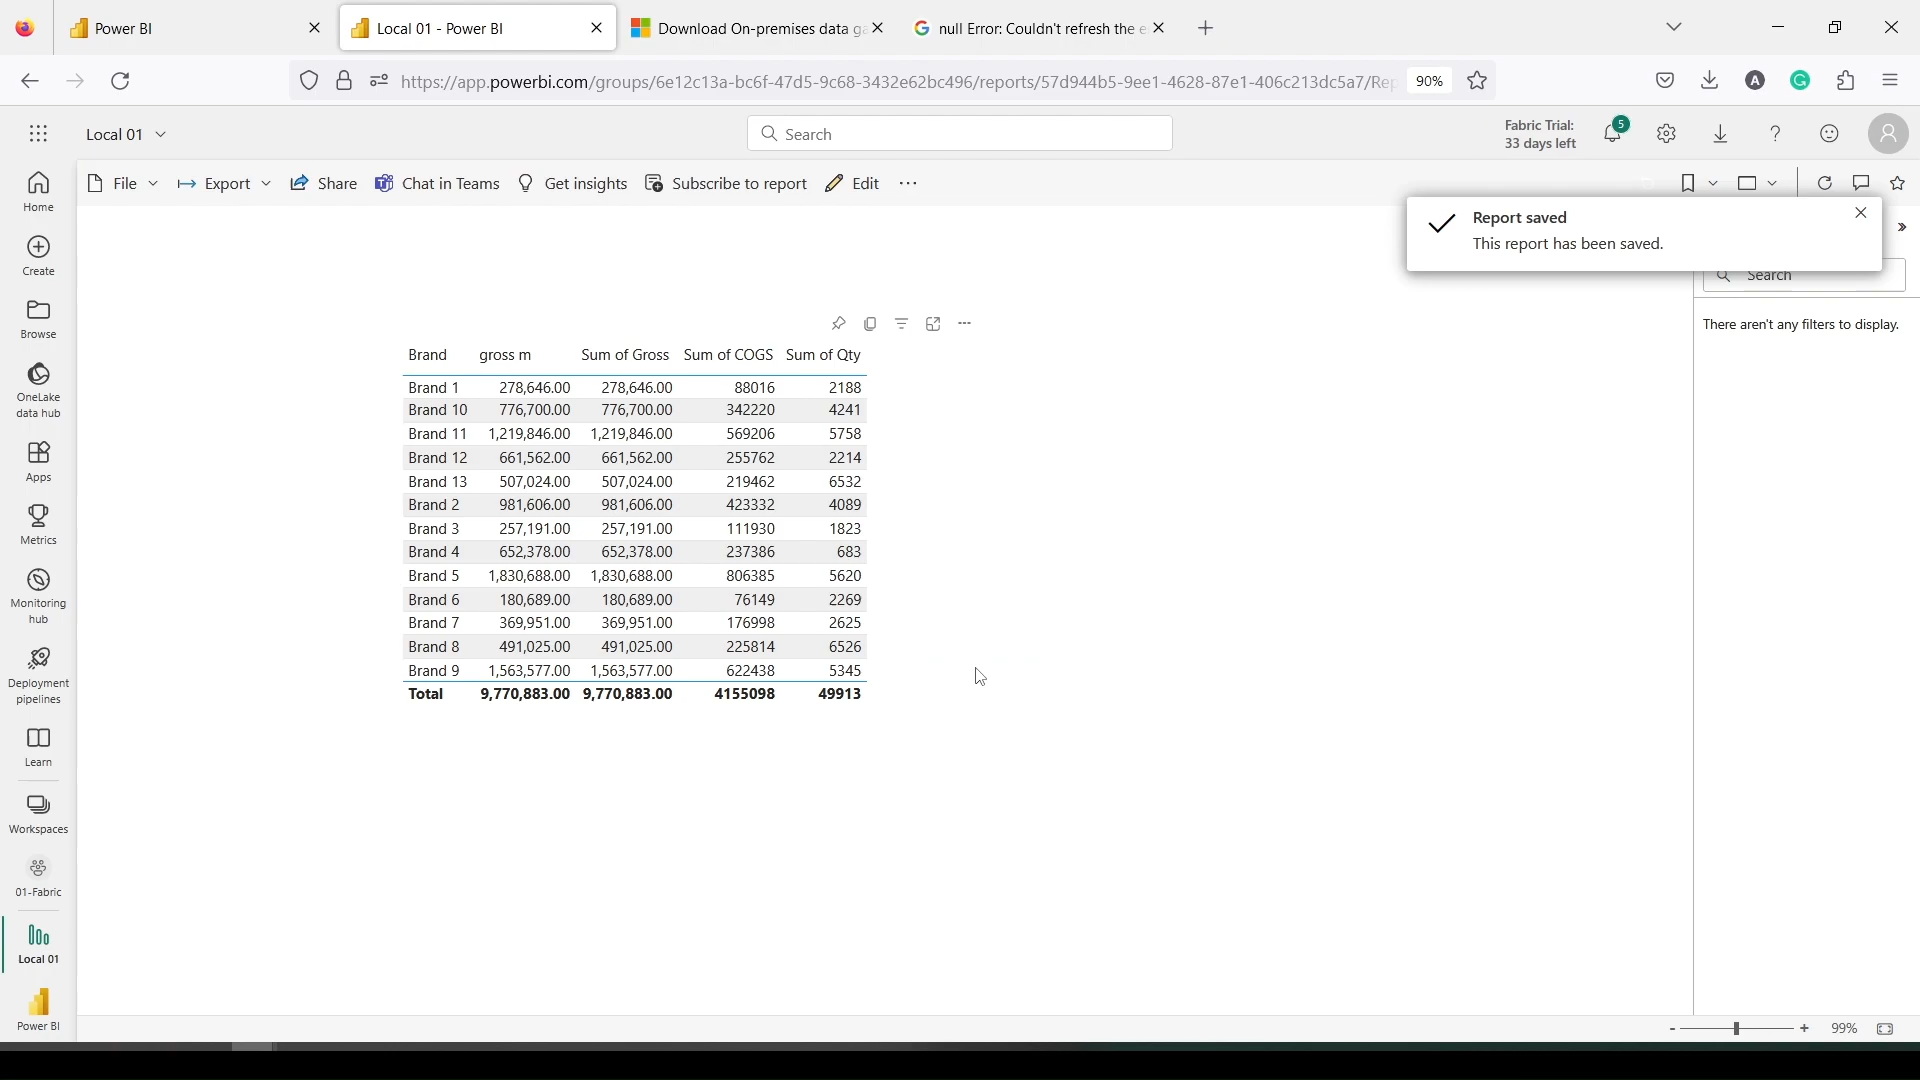 Power BI
Local 01 - Power BI
Download On-premises data ga
null Error: Couldn't refresh the e
https://app.powerbi.com/groups/6e12c13a-bc6f-47d5-9c68-3432e62bc496/reports/57d944b5-9ee1-4628-87e1-406c213dc5a7/Rep
90%
A
Local 01
Search
Fabric Trial:
33 days left
5
File
Export
Share
Chat in Teams
Get insights
Subscribe to report
Edit
Report saved
This report has been saved.
Search
There aren't any filters to display.
Home
Create
Browse
OneLake
data hub
Apps
Metrics
Monitoring
hub
Deployment
pipelines
Learn
Workspaces
01-Fabric
Local 01
Power BI
Brand gross m Sum of Gross Sum of COGS Sum of Qty
Brand 1 278,646.00 278,646.00 88016 2188
Brand 10 776,700.00 776,700.00 342220 4241
Brand 11 1,219,846.00 1,219,846.00 569206 5758
Brand 12 661,562.00 661,562.00 255762 2214
Brand 13 507,024.00 507,024.00 219462 6532
Brand 2 981,606.00 981,606.00 423332 4089
Brand 3 257,191.00 257,191.00 111930 1823
Brand 4 652,378.00 652,378.00 237386 683
Brand 5 1,830,688.00 1,830,688.00 806385 5620
Brand 6 180,689.00 180,689.00 76149 2269
Brand 7 369,951.00 369,951.00 176998 2625
Brand 8 491,025.00 491,025.00 225814 6526
Brand 9 1,563,577.00 1,563,577.00 622438 5345
Total 9,770,883.00 9,770,883.00 4155098 49913
- + 99%